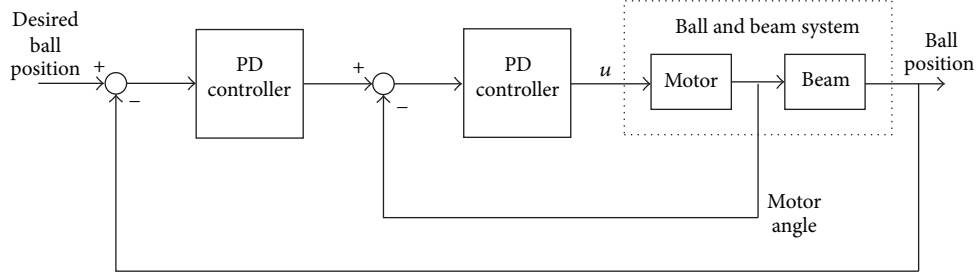 Desired
ball
position
+
−
PD
controller
+
−
PD
controller
u
Ball and beam system
Motor
Beam
Ball
position
Motor
angle